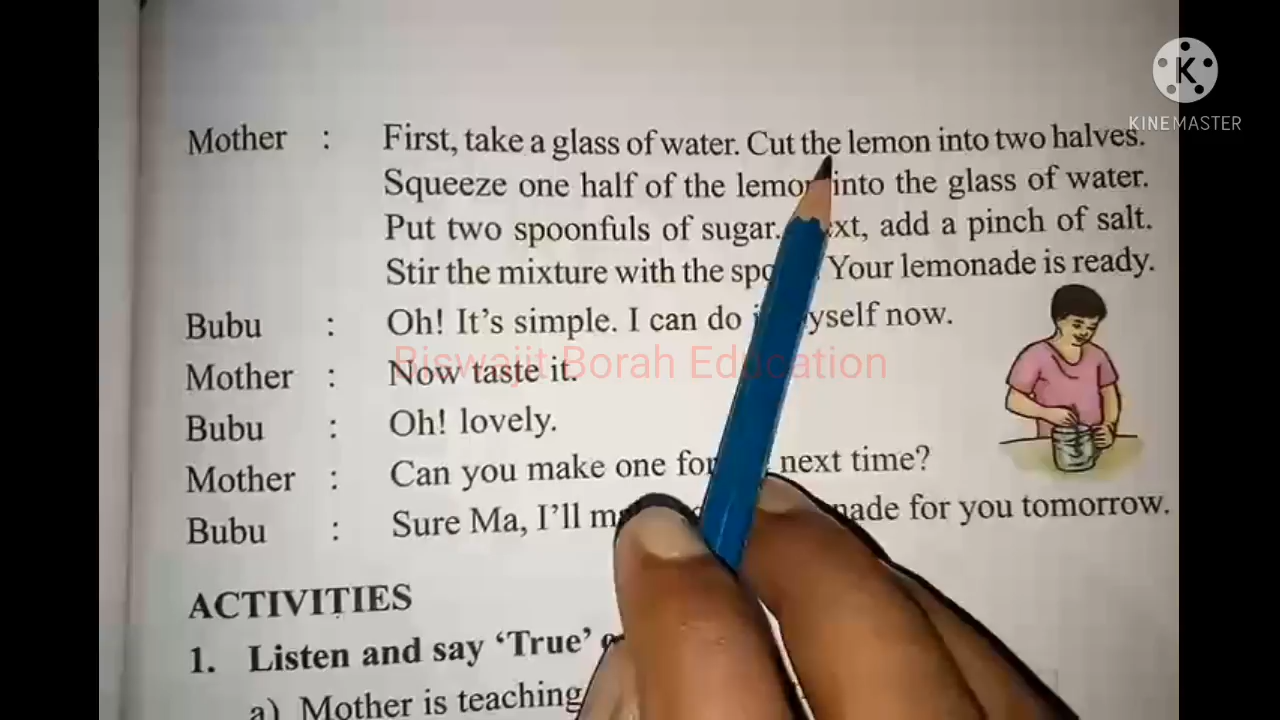 KINEMASTER
Mother : First, take a glass of water. Cut the lemon into two halves.
Squeeze one half of the lemon into the glass of water.
Put two spoonfuls of sugar. Next, add a pinch of salt.
Stir the mixture with the spoon. Your lemonade is ready.
Bubu : Oh! It's simple. I can do it myself now.
Biswajit Borah Education
Mother : Now taste it.
Bubu : Oh! lovely.
Mother : Can you make one for next time?
Bubu : Sure Ma, I'll for you tomorrow.
ACTIVITIES
1. Listen and say 'True'
a) Mother is teaching